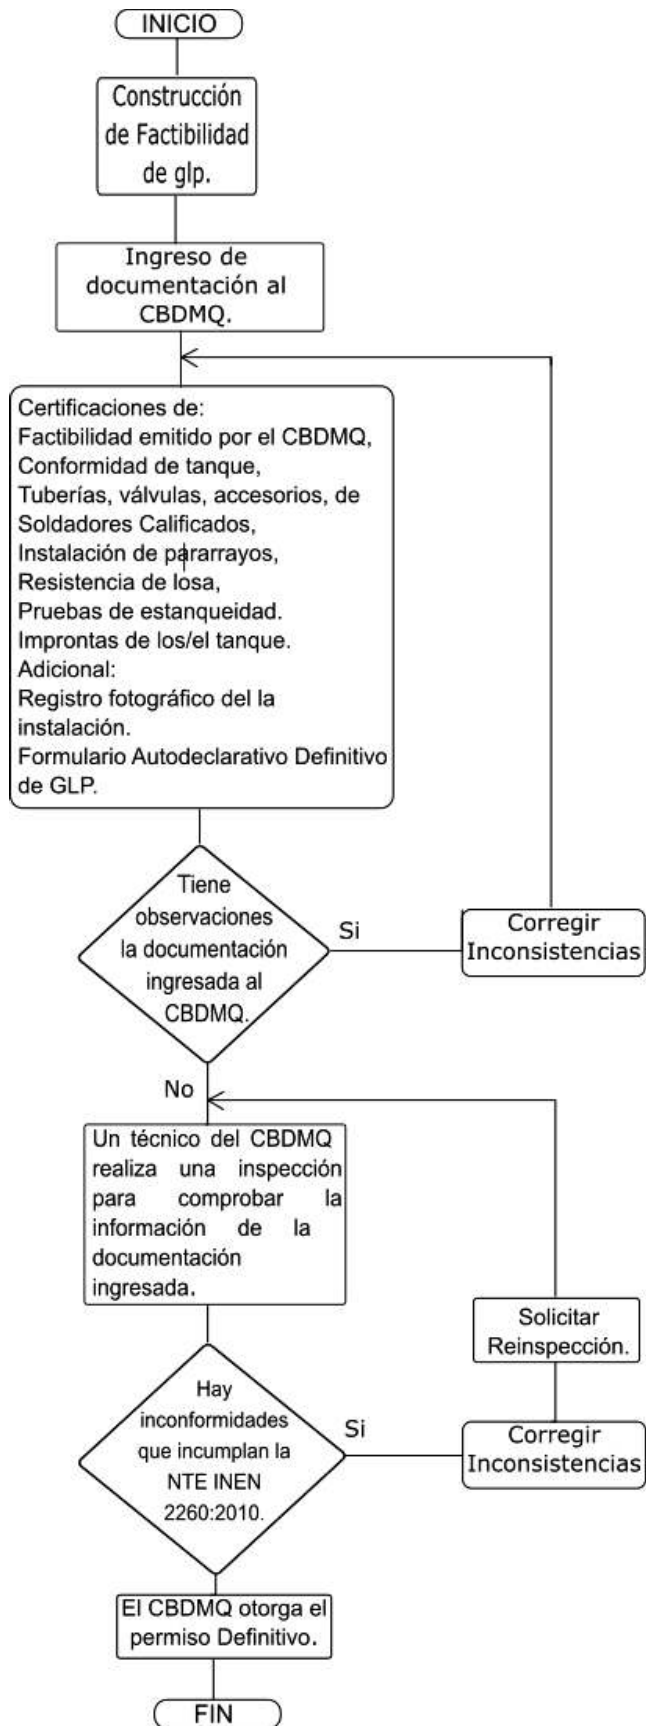 INICIO
Construcción
de Factibilidad
de glp.
Ingreso de
documentación al
CBDMQ.
Certificaciones de:
Factibilidad emitido por el CBDMQ,
Conformidad de tanque,
Tuberías, válvulas, accesorios, de
Soldadores Calificados,
Instalación de pararrayos,
Resistencia de losa,
Pruebas de estanqueidad.
Improntas de los/el tanque.
Adicional:
Registro fotográfico del la
instalación.
Formulario Autodeclarativo Definitivo
de GLP.
Tiene
observaciones
la documentación
ingresada al
CBDMQ.
Si
Corregir
Inconsistencias
No
Un técnico del CBDMQ
realiza una inspección
para comprobar la
información de la
documentación
ingresada.
Solicitar
Reinspección.
Hay
inconformidades
que incumplan la
NTE INEN
2260:2010.
Si
Corregir
Inconsistencias
El CBDMQ otorga el
permiso Definitivo.
FIN